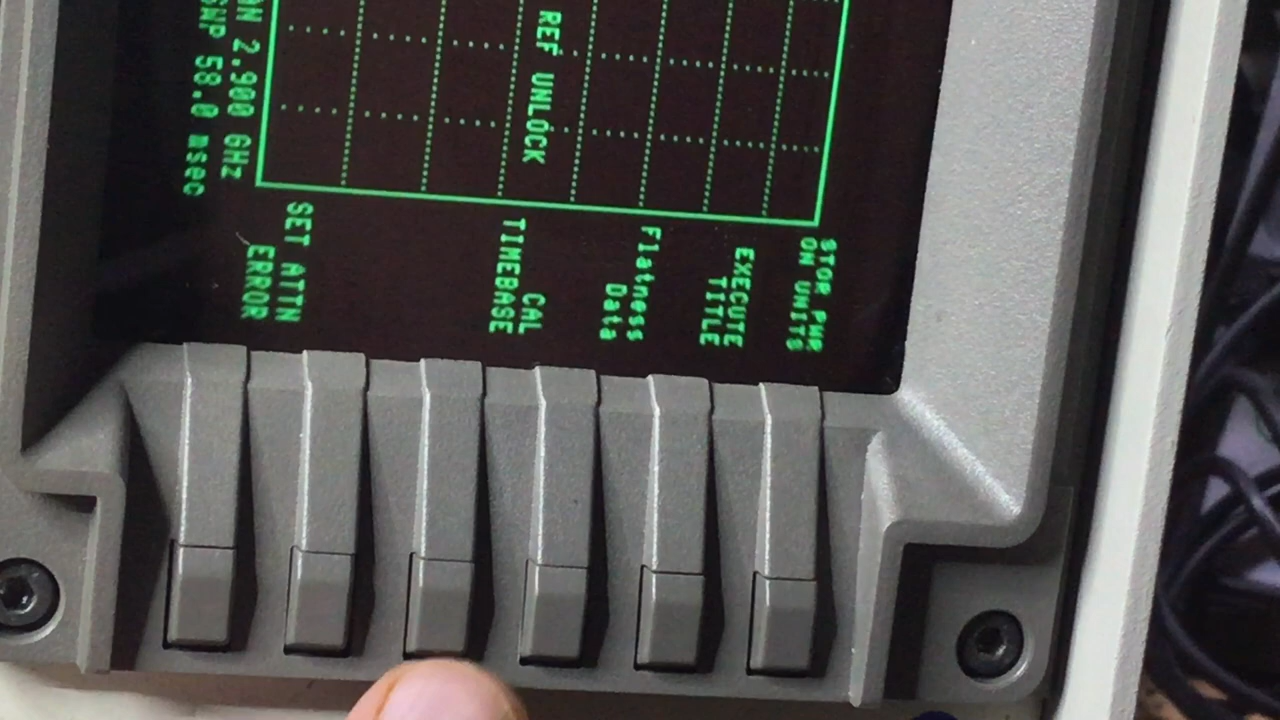 REF UNLOCK
AN 2.900 GHz
SWP 58.0 msec
STOR PWR
ON UNITS
EXECUTE
TITLE
Flatness
Data
CAL
TIMEBASE
SET ATTN
ERROR